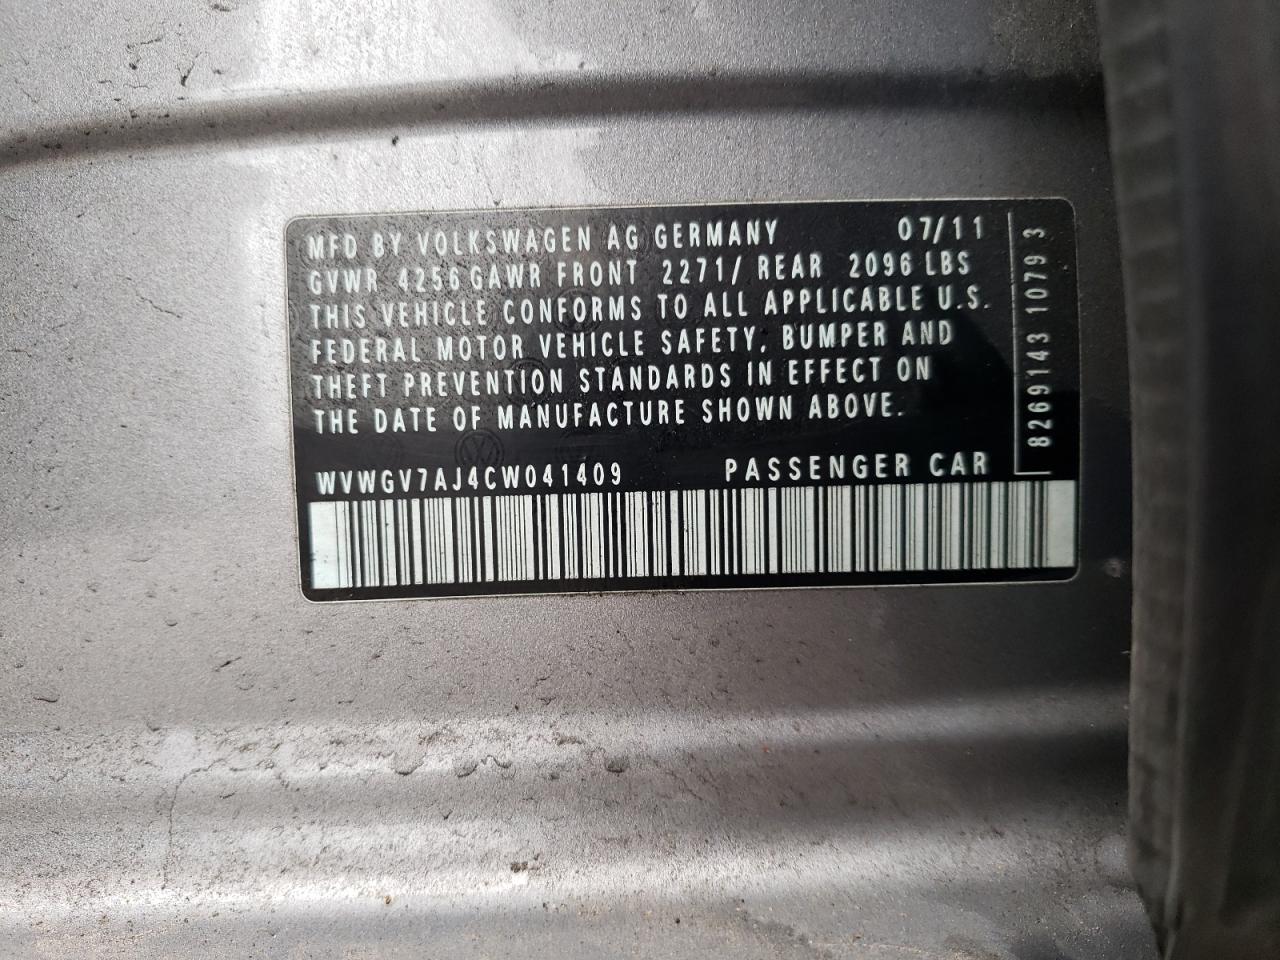 MFD BY VOLKSWAGEN AG GERMANY 07/11
GVWR 4256 GAWR FRONT 2271/ REAR 2096 LBS
THIS VEHICLE CONFORMS TO ALL APPLICABLE U.S.
FEDERAL MOTOR VEHICLE SAFETY, BUMPER AND
THEFT PREVENTION STANDARDS IN EFFECT ON
THE DATE OF MANUFACTURE SHOWN ABOVE.
WVWGV7AJ4CW041409 PASSENGER CAR
8269143 1079 3